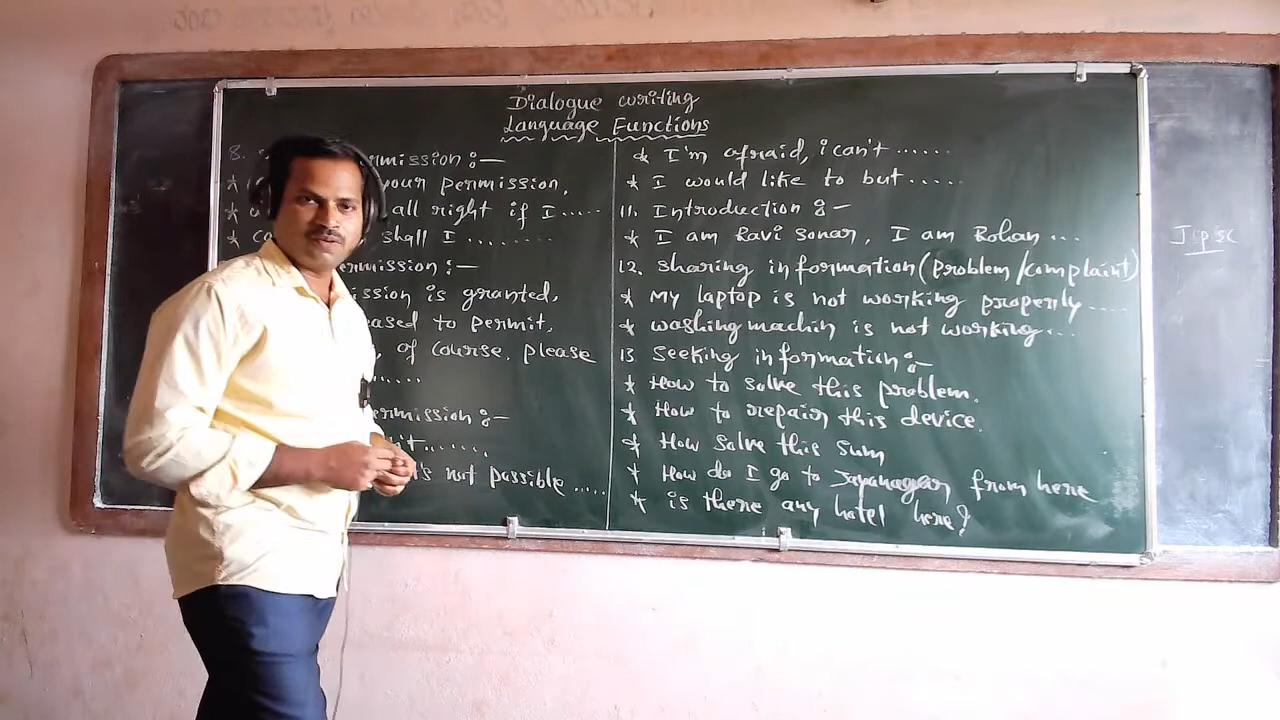 Dialogue writing
Language Functions
8. rmission :-
* your permission,
* all right if I .....
* shall I ........
ermission :-
ission is granted,
eased to permit,
, of course. please
......
ermission :-
it......
is not possible .....
* I'm afraid, i can't ......
* I would like to but .....
11. Introduction :-
* I am Ravi Sonar, I am Rohan ...
12. sharing information (problem/complaint)
* My laptop is not working properly ....
* washing machin is not working...
13 Seeking information :-
* How to solve this problem.
* How to repair this device.
* How solve this sum
* How do I go to Jayanagar from here
* is there any hotel here?